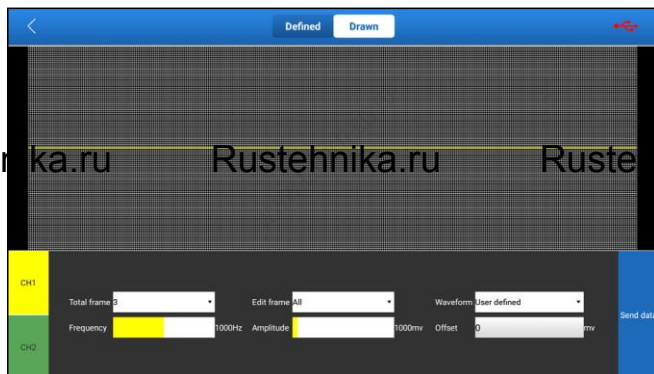 Defined Drawn
nika.ru Rustehnika.ru Ruste
CH1
Total frame 3 Edit frame All Waveform User defined
Frequency 1000Hz Amplitude 1000mv Offset 0 mv
Send data
CH2